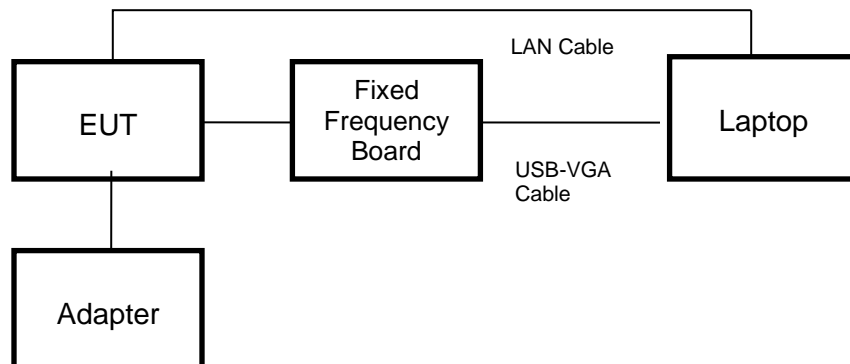 LAN Cable
EUT
Fixed
Frequency
Board
Laptop
USB-VGA
Cable
Adapter